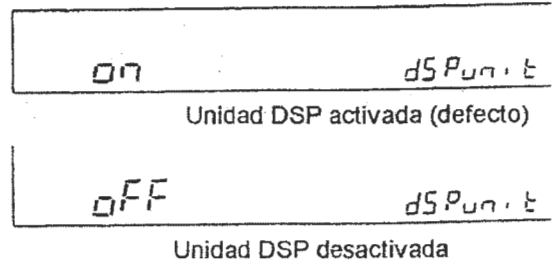 on dSPunit
Unidad DSP activada (defecto)
oFF dSPunit
Unidad DSP desactivada